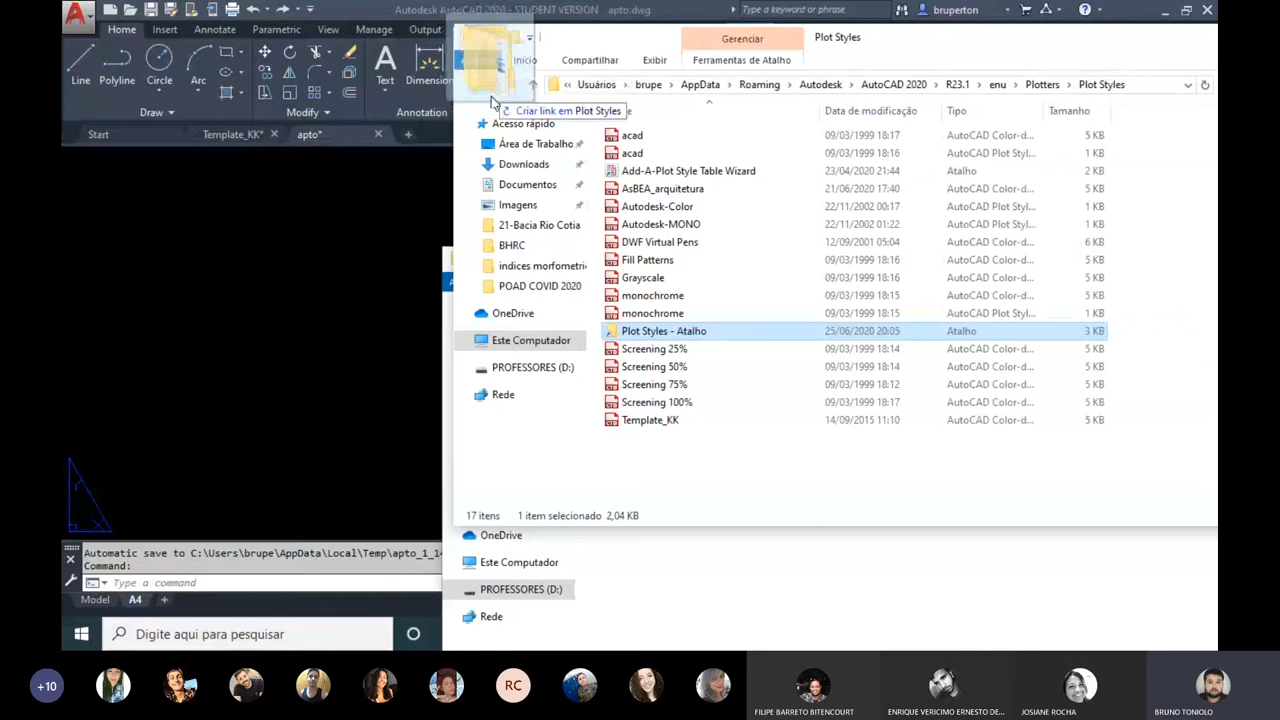 Autodesk AutoCAD 2020 - STUDENT VERSION apto.dwg
Type a keyword or phrase
bruperton
Home Insert Annotate Parametric View Manage Output
Line Polyline Circle Arc Text Dimension
Draw Modify Annotation
Start Template_KK* apto*
Gerenciar Plot Styles
Início Compartilhar Exibir Ferramentas de Atalho
« Usuários > brupe > AppData > Roaming > Autodesk > AutoCAD 2020 > R23.1 > enu > Plotters > Plot Styles
Criar link em Plot Styles
Data de modificação Tipo Tamanho
Acesso rápido
Área de Trabalho
Downloads
Documentos
Imagens
21-Bacia Rio Cotia
BHRC
indices morfometri
POAD COVID 2020
OneDrive
Este Computador
PROFESSORES (D:)
Rede
acad 09/03/1999 18:17 AutoCAD Color-d... 5 KB
acad 09/03/1999 18:16 AutoCAD Plot Styl... 1 KB
Add-A-Plot Style Table Wizard 23/04/2020 21:44 Atalho 2 KB
AsBEA_arquitetura 21/06/2020 17:40 AutoCAD Color-d... 5 KB
Autodesk-Color 22/11/2002 00:17 AutoCAD Plot Styl... 1 KB
Autodesk-MONO 22/11/2002 01:22 AutoCAD Plot Styl... 1 KB
DWF Virtual Pens 12/09/2001 05:04 AutoCAD Color-d... 6 KB
Fill Patterns 09/03/1999 18:16 AutoCAD Color-d... 5 KB
Grayscale 09/03/1999 18:16 AutoCAD Color-d... 5 KB
monochrome 09/03/1999 18:15 AutoCAD Color-d... 5 KB
monochrome 09/03/1999 18:15 AutoCAD Plot Styl... 1 KB
Plot Styles - Atalho 25/06/2020 20:05 Atalho 3 KB
Screening 25% 09/03/1999 18:14 AutoCAD Color-d... 5 KB
Screening 50% 09/03/1999 18:14 AutoCAD Color-d... 5 KB
Screening 75% 09/03/1999 18:12 AutoCAD Color-d... 5 KB
Screening 100% 09/03/1999 18:17 AutoCAD Color-d... 5 KB
Template_KK 14/09/2015 11:10 AutoCAD Color-d... 5 KB
17 itens 1 item selecionado 2,04 KB
OneDrive
Este Computador
PROFESSORES (D:)
Rede
Automatic save to C:\Users\brupe\AppData\Local\Temp\apto_1_14
Command:
Type a command
Model A4 +
Digite aqui para pesquisar
+10 RC
FILIPE BARRETO BITENCOURT ENRIQUE VERICIMO ERNESTO DE... JOSIANE ROCHA BRUNO TONIOLO